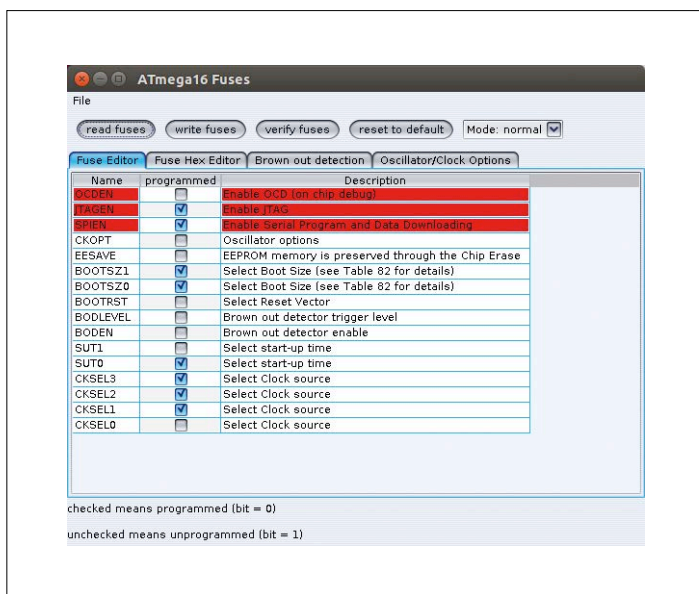 ATmega16 Fuses
File
read fuses write fuses verify fuses reset to default Mode: normal
Fuse Editor Fuse Hex Editor Brown out detection Oscillator/Clock Options
Name programmed Description
OCDEN Enable OCD (on chip debug)
JTAGEN Enable JTAG
SPIEN Enable Serial Program and Data Downloading
CKOPT Oscillator options
EESAVE EEPROM memory is preserved through the Chip Erase
BOOTSZ1 Select Boot Size (see Table 82 for details)
BOOTSZ0 Select Boot Size (see Table 82 for details)
BOOTRST Select Reset Vector
BODLEVEL Brown out detector trigger level
BODEN Brown out detector enable
SUT1 Select start-up time
SUT0 Select start-up time
CKSEL3 Select Clock source
CKSEL2 Select Clock source
CKSEL1 Select Clock source
CKSEL0 Select Clock source
checked means programmed (bit = 0)
unchecked means unprogrammed (bit = 1)